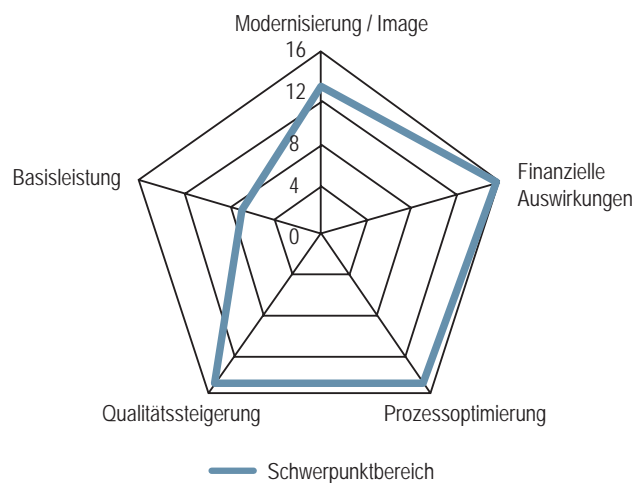 Modernisierung / Image
16
12
8
4
0
Basisleistung
Finanzielle
Auswirkungen
Qualitätssteigerung
Prozessoptimierung
Schwerpunktbereich